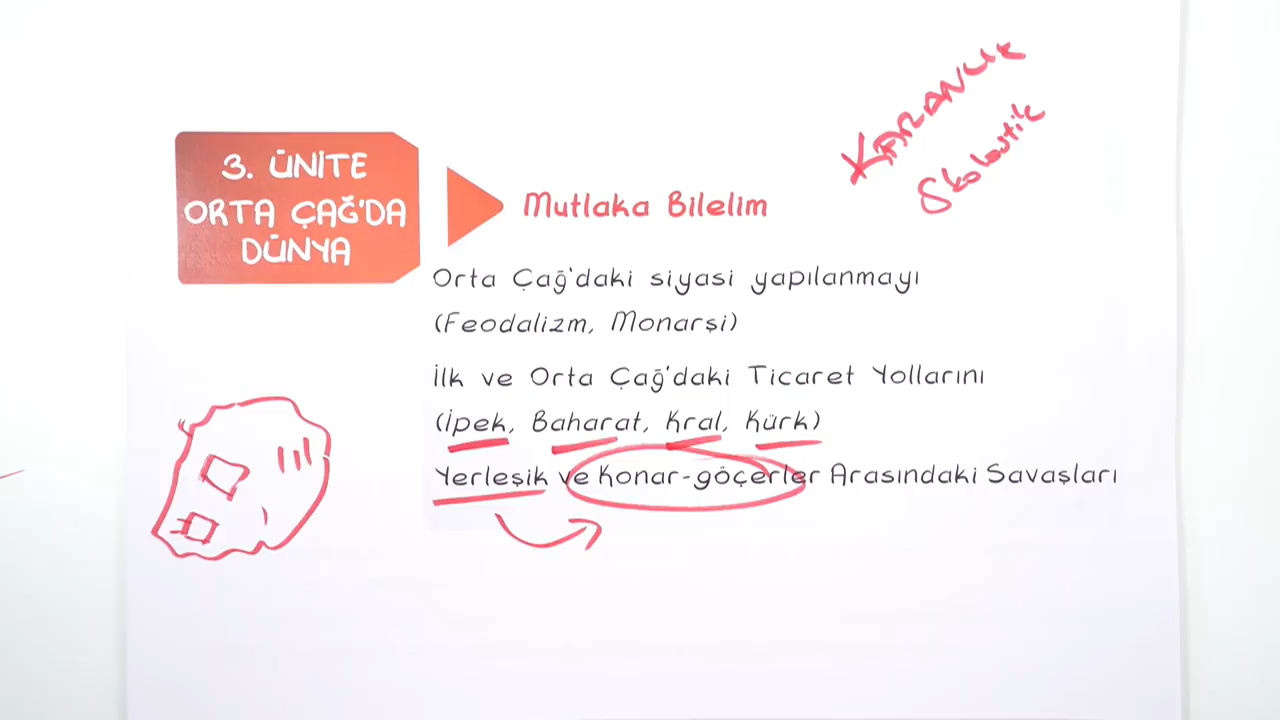 KARANLIK
Skolastik
3. ÜNİTE
ORTA ÇAĞ'DA
DÜNYA
Mutlaka Bilelim
Orta Çağ'daki siyasi yapılanmayı
(Feodalizm, Monarşi)
İlk ve Orta Çağ'daki Ticaret Yollarını
(İpek, Baharat, Kral, Kürk)
Yerleşik ve Konar-göçerler Arasındaki Savaşları